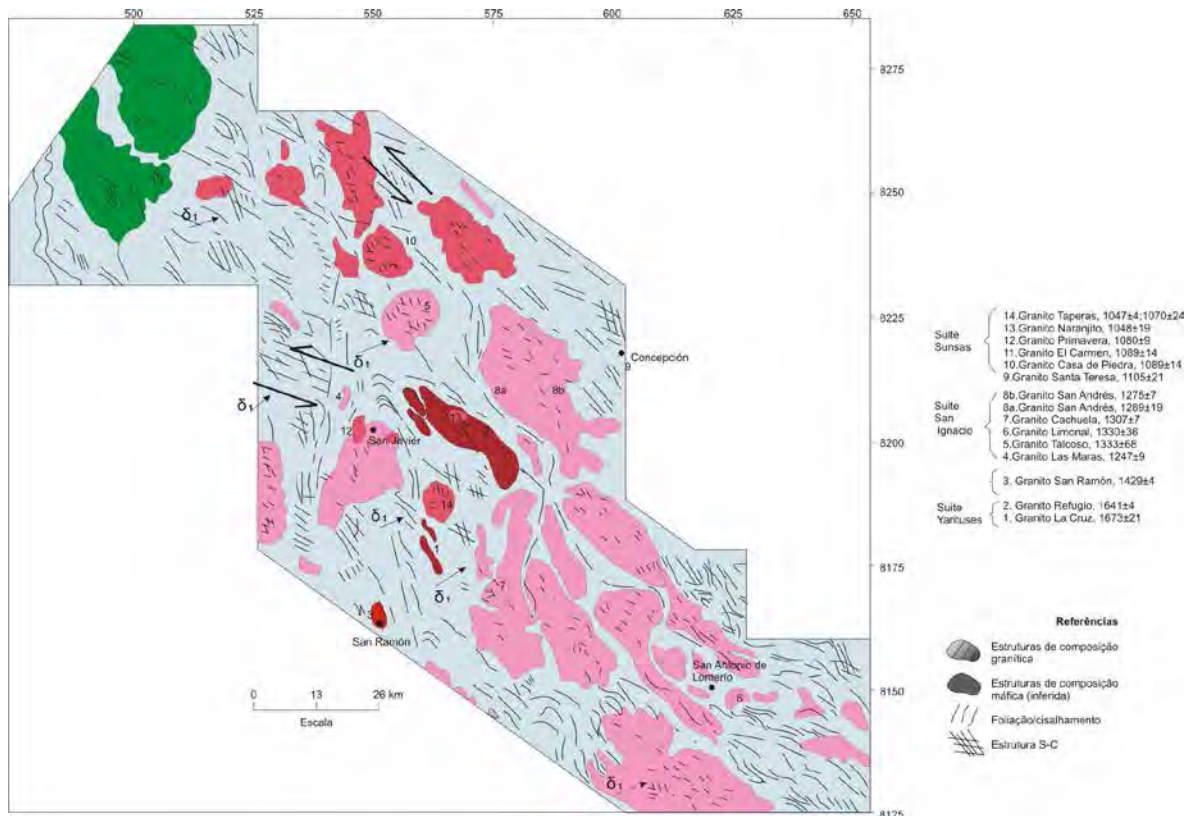 500 525 550 575 600 625 650
8275
8250
8225
8200
8175
8150
8125
δ1
10
5
δ1
Concepción
9
8a 8b
4
δ1
12
San Javiér
13
14
δ1
1
δ1
7
3
San Ramón
San Antonio de
Lomerío
6
δ1
0 13 26 km
Escala
Suite
Sunsas
14.Granito Taperas, 1047±4;1070±24
13.Granito Naranjito, 1048±19
12.Granito Primavera, 1080±9
11.Granito El Carmen, 1089±14
10.Granito Casa de Piedra, 1089±14
9.Granito Santa Teresa, 1105±21
Suite
San
Ignacio
8b.Granito San Andrés, 1275±7
8a.Granito San Andrés, 1289±19
7.Granito Cachuela, 1307±7
6.Granito Limonal, 1330±36
5.Granito Talcoso, 1333±68
4.Granito Las Maras, 1247±9
3. Granito San Ramón, 1429±4
Suite
Yarituses
2. Granito Refugio, 1641±4
1. Granito La Cruz, 1673±21
Referências
Estruturas de composição
granítica
Estruturas de composição
máfica (inferida)
Foliação/cisalhamento
Estrutura S-C